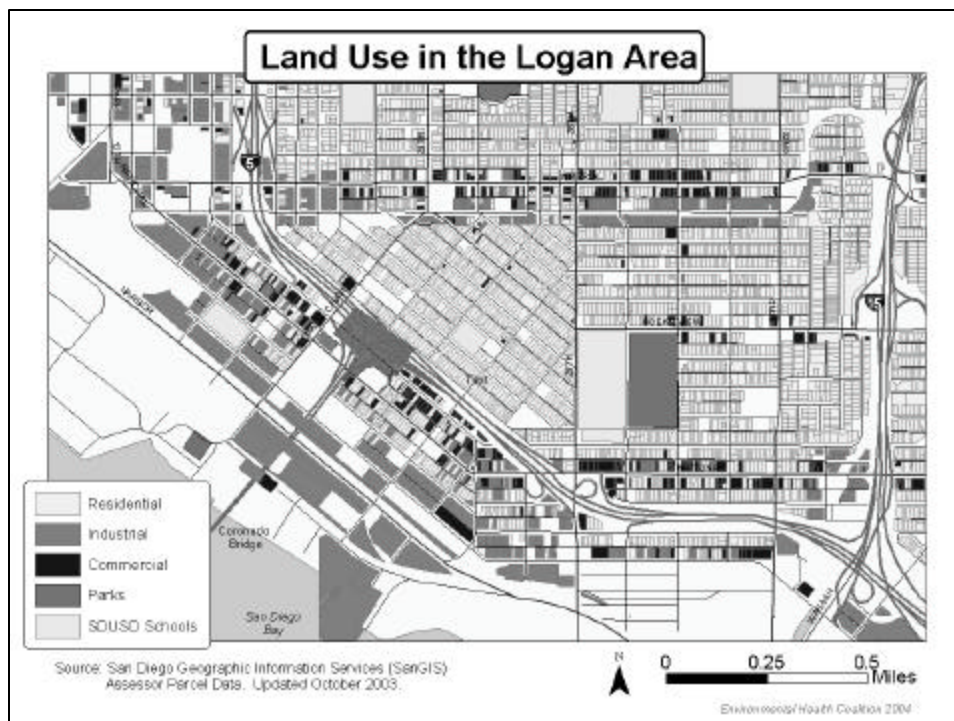 Land Use in the Logan Area
5
5
Residential
Industrial
Commercial
Parks
SDUSD Schools
Coronado
Bridge
San Diego
Bay
Source: San Diego Geographic Information Services (SanGIS)
Assessor Parcel Data. Updated October 2003.
N
0 0.25 0.5
Miles
Environmental Health Coalition 2004